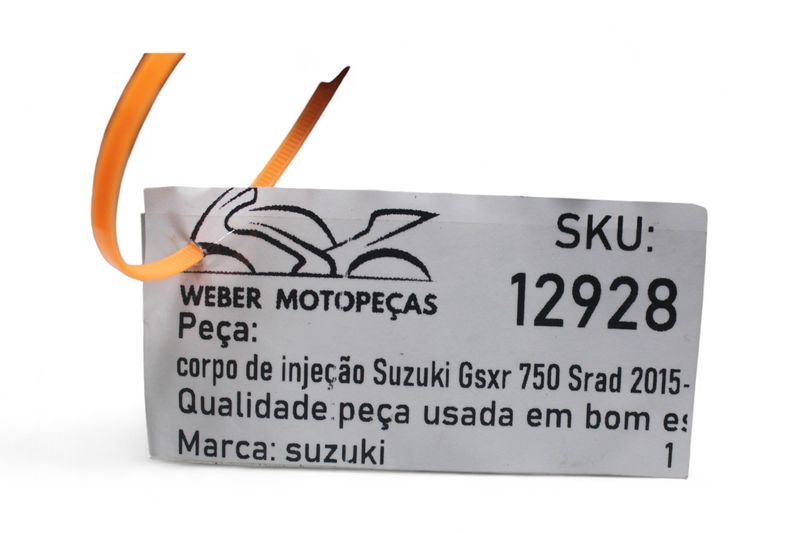 SKU:
12928
WEBER MOTOPEÇAS
Peça:
corpo de injeção Suzuki Gsxr 750 Srad 2015-
Qualidade peça usada em bom es
Marca: suzuki 1